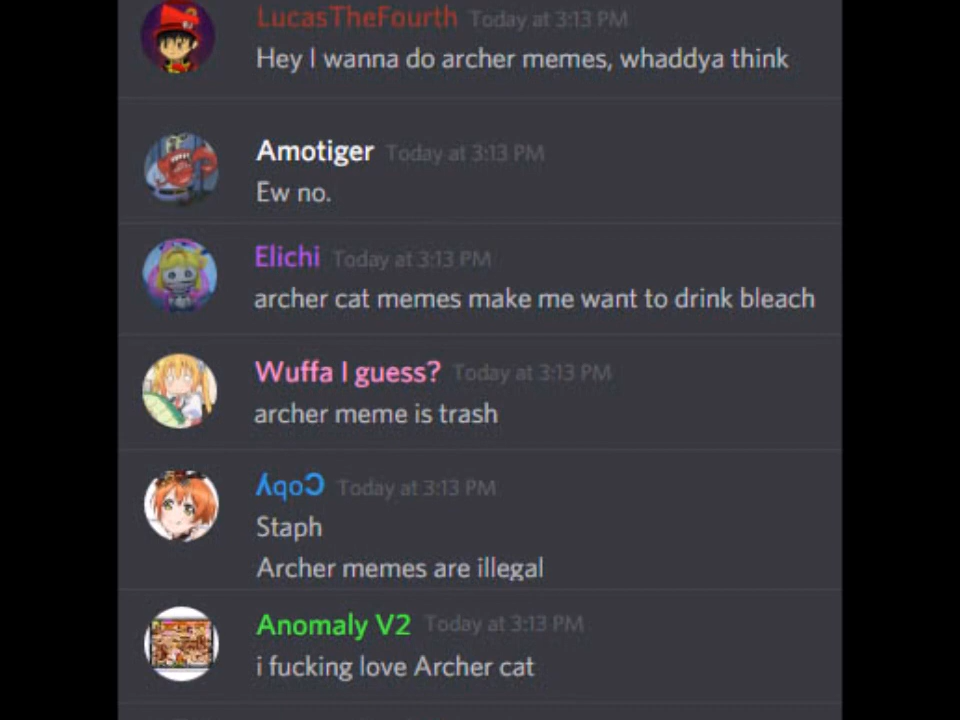 LucasTheFourth Today at 3:13 PM
Hey I wanna do archer memes, whaddya think
Amotiger Today at 3:13 PM
Ew no.
Elichi Today at 3:13 PM
archer cat memes make me want to drink bleach
Wuffa I guess? Today at 3:13 PM
archer meme is trash
ʎqoƆ Today at 3:13 PM
Staph
Archer memes are illegal
Anomaly V2 Today at 3:13 PM
i fucking love Archer cat